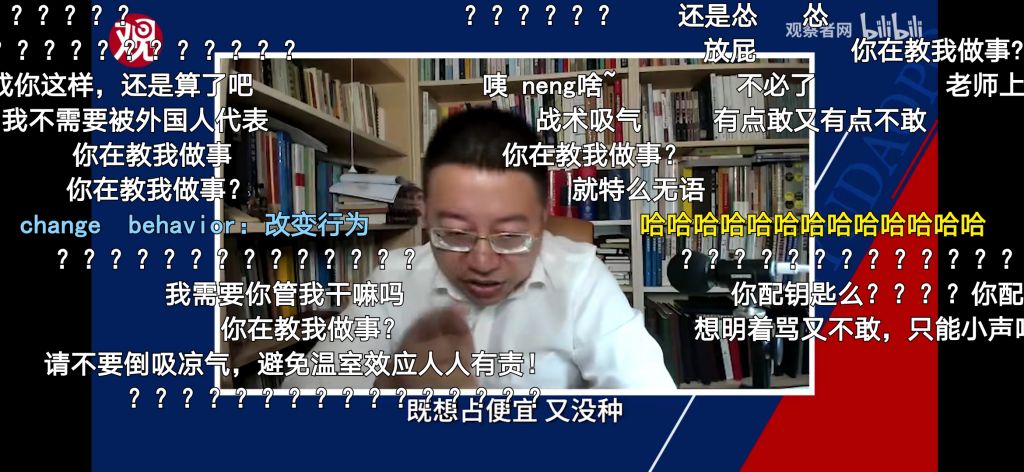 ？？？？？
？？？？？？
还是怂
怂
观
观察者网 bilibili
？？？？？？？？？？？？
放屁
你在教我做事？
成你这样，还是算了吧
咦 neng啥~
不必了
老师上
我不需要被外国人代表
战术吸气
有点敢又有点不敢
你在教我做事
你在教我做事？
你在教我做事？
就特么无语
change behavior：改变行为
哈哈哈哈哈哈哈哈哈哈哈哈哈
？？？？？？？？？？？？？？
？？？？？？？？？？？？？
我需要你管我干嘛吗
你配钥匙么？？？？你配
你在教我做事？
想明着骂又不敢，只能小声
请不要倒吸凉气，避免温室效应人人有责！
？？？？？？？？？？？？？？？？
既想占便宜 又没种